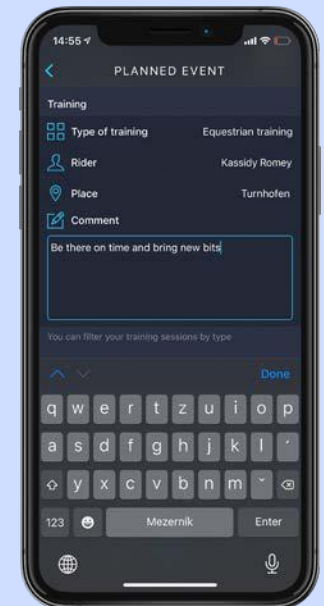 14:55
PLANNED EVENT
Training
Type of training Equestrian training
Rider Kassidy Romey
Place Turnhofen
Comment
Be there on time and bring new bits
You can filter your training sessions by type
Done
q w e r t z u i o p
a s d f g h j k l ´
y x c v b n m ˇ
123 Mezerník Enter